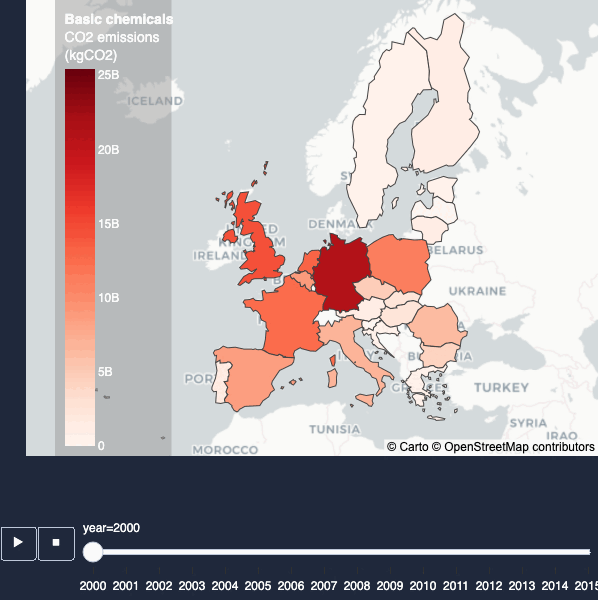 Basic chemicals
CO2 emissions
(kgCO2)
25B
20B
15B
10B
5B
0
ICELAND
DENMARK
IRELAND
KINGDOM
BELARUS
UKRAINE
TURKEY
TUNISIA
SYRIA
IRAQ
MOROCCO
© Carto © OpenStreetMap contributors
year=2000
2000 2001 2002 2003 2004 2005 2006 2007 2008 2009 2010 2011 2012 2013 2014 2015